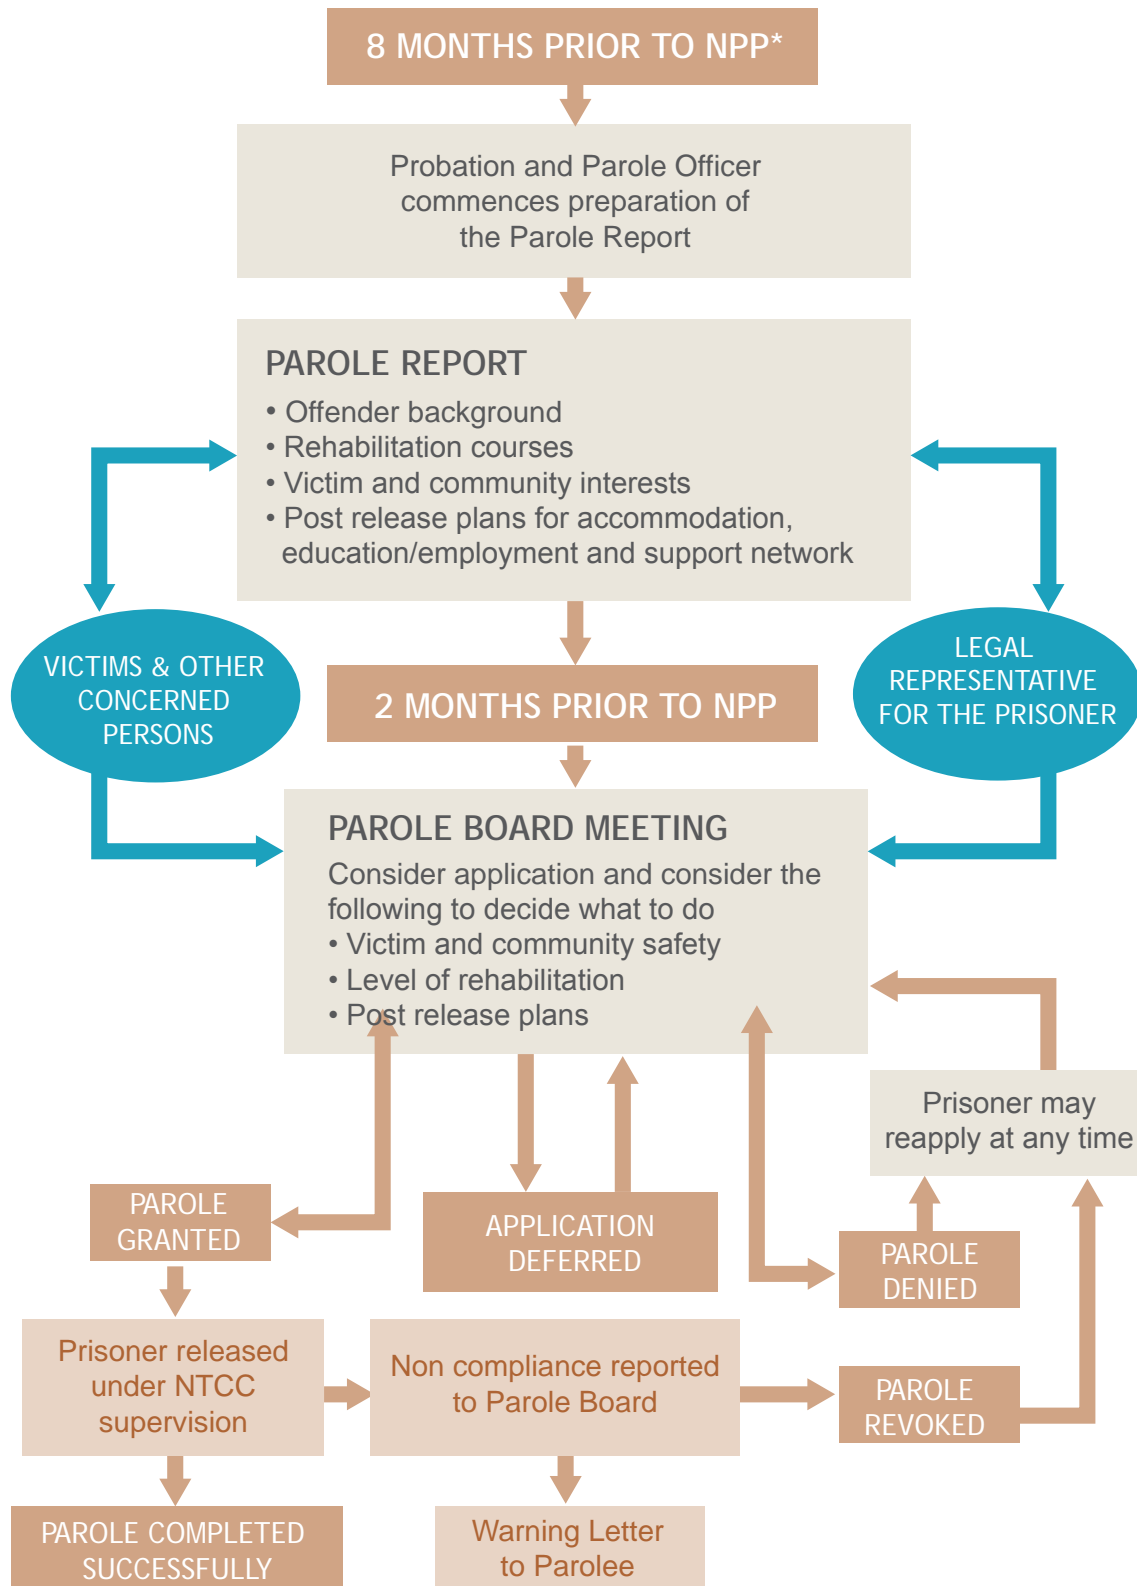 8 MONTHS PRIOR TO NPP*
Probation and Parole Officer
commences preparation of
the Parole Report
PAROLE REPORT
• Offender background
• Rehabilitation courses
• Victim and community interests
• Post release plans for accommodation,
education/employment and support network
VICTIMS & OTHER
CONCERNED
PERSONS
LEGAL
REPRESENTATIVE
FOR THE PRISONER
2 MONTHS PRIOR TO NPP
PAROLE BOARD MEETING
Consider application and consider the
following to decide what to do
• Victim and community safety
• Level of rehabilitation
• Post release plans
Prisoner may
reapply at any time
PAROLE
GRANTED
APPLICATION
DEFERRED
PAROLE
DENIED
Prisoner released
under NTCC
supervision
Non compliance reported
to Parole Board
PAROLE
REVOKED
PAROLE COMPLETED
SUCCESSFULLY
Warning Letter
to Parolee